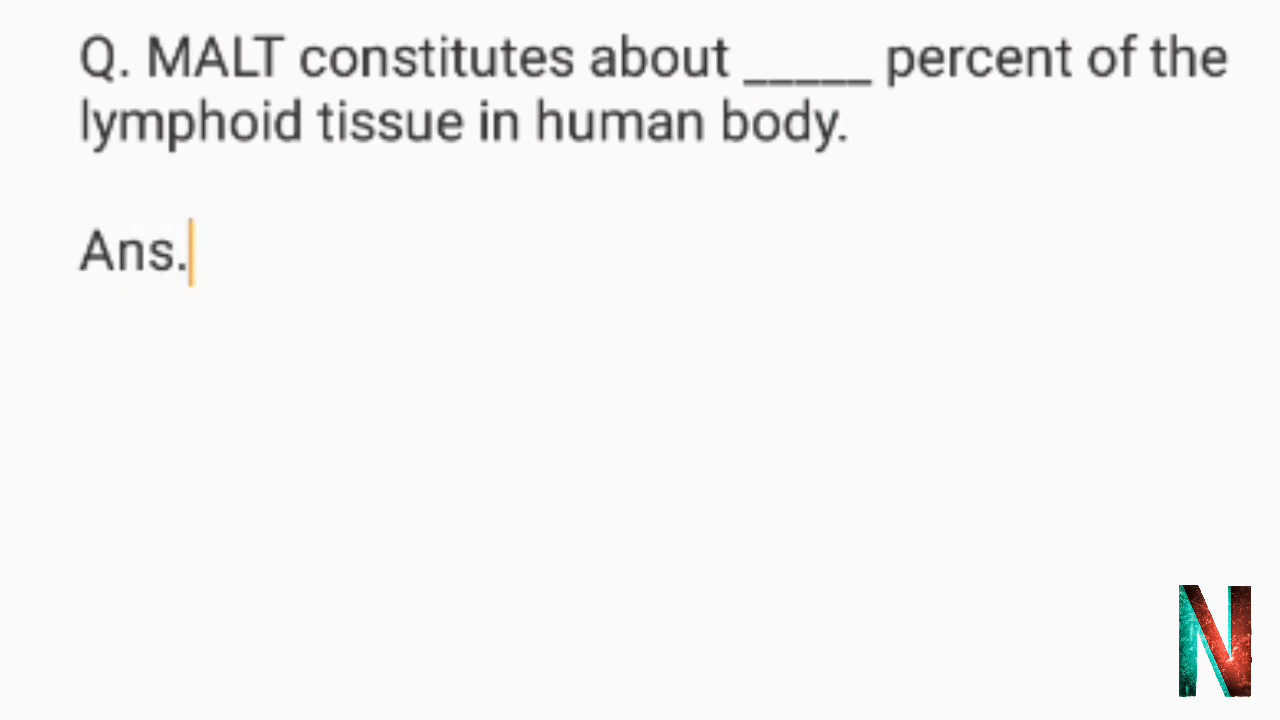 Q. MALT constitutes about _____ percent of the
lymphoid tissue in human body.
Ans.
N